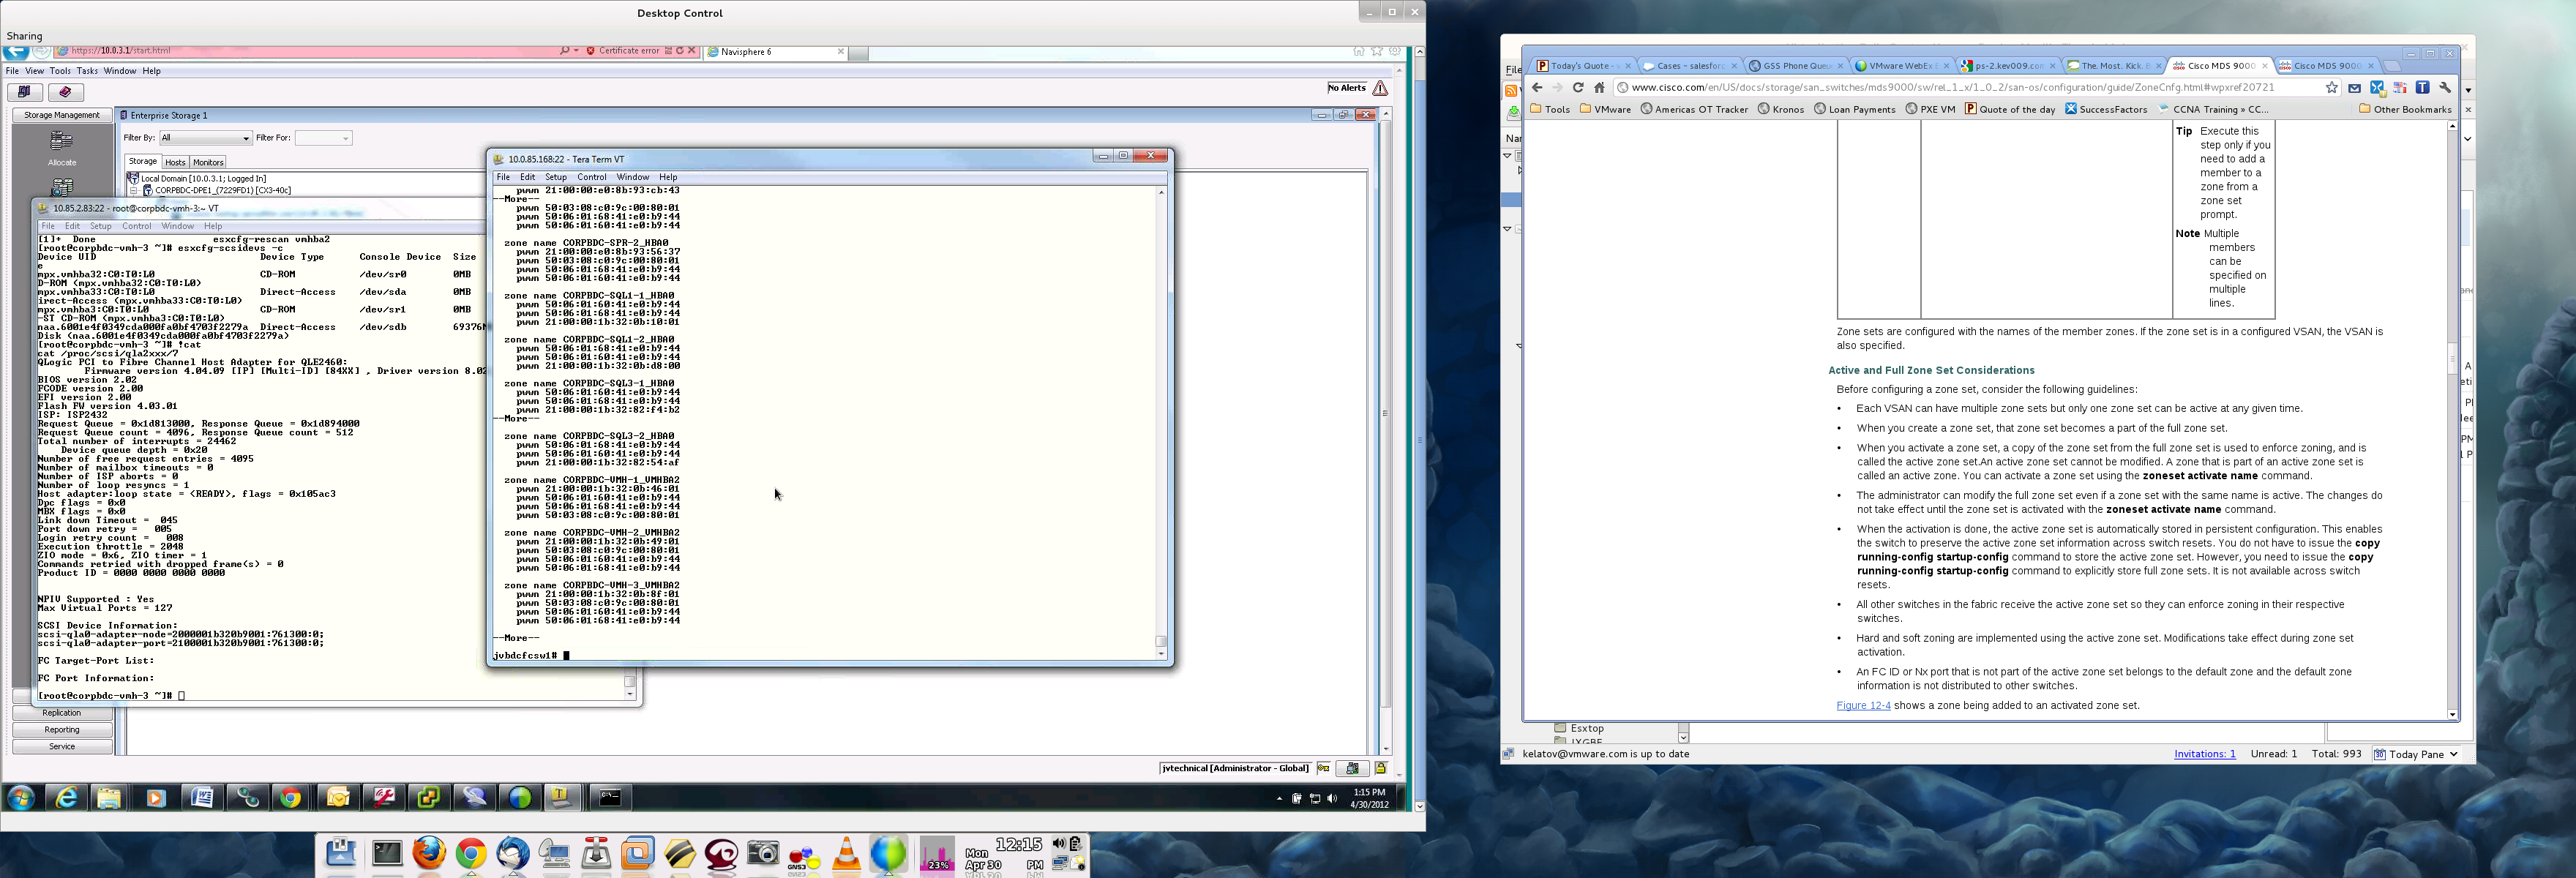 Desktop Control
Sharing
https://10.0.3.1/start.html
Certificate error
Navisphere 6
File View Tools Tasks Window Help
No Alerts
Storage Management
Enterprise Storage 1
Filter By: All
Filter For:
Allocate
Storage Hosts Monitors
Local Domain [10.0.3.1; Logged In]
CORPBDC-DPE1_(7229FD1) [CX3-40c]
10.85.2.83:22 - root@corpbdc-vmh-3:~ VT
File Edit Setup Control Window Help
[1]+ Done esxcfg-rescan vmhba2
[root@corpbdc-vmh-3 ~]# esxcfg-scsidevs -c
Device UID Device Type Console Device Size
e
mpx.vmhba32:C0:T0:L0 CD-ROM /dev/sr0 0MB
D-ROM (mpx.vmhba32:C0:T0:L0)
mpx.vmhba33:C0:T0:L0 Direct-Access /dev/sda 0MB
irect-Access (mpx.vmhba33:C0:T0:L0)
mpx.vmhba3:C0:T0:L0 CD-ROM /dev/sr1 0MB
-ST CD-ROM (mpx.vmhba3:C0:T0:L0)
naa.6001e4f0349cda000fa0bf4703f2279a Direct-Access /dev/sdb 69376M
Disk (naa.6001e4f0349cda000fa0bf4703f2279a)
[root@corpbdc-vmh-3 ~]# !cat
cat /proc/scsi/qla2xxx/7
QLogic PCI to Fibre Channel Host Adapter for QLE2460:
Firmware version 4.04.09 [IP] [Multi-ID] [84XX] , Driver version 8.02
BIOS version 2.02
FCODE version 2.00
EFI version 2.00
Flash FW version 4.03.01
ISP: ISP2432
Request Queue = 0x1d813000, Response Queue = 0x1d894000
Request Queue count = 4096, Response Queue count = 512
Total number of interrupts = 24462
Device queue depth = 0x20
Number of free request entries = 4095
Number of mailbox timeouts = 0
Number of ISP aborts = 0
Number of loop resyncs = 1
Host adapter:loop state = <READY>, flags = 0x105ac3
Dpc flags = 0x0
MBX flags = 0x0
Link down Timeout = 045
Port down retry = 005
Login retry count = 008
Execution throttle = 2048
ZIO mode = 0x6, ZIO timer = 1
Commands retried with dropped frame(s) = 0
Product ID = 0000 0000 0000 0000
NPIV Supported : Yes
Max Virtual Ports = 127
SCSI Device Information:
scsi-qla0-adapter-node=2000001b320b9001:761300:0;
scsi-qla0-adapter-port=2100001b320b9001:761300:0;
FC Target-Port List:
FC Port Information:
[root@corpbdc-vmh-3 ~]#
Replication
Reporting
Service
10.0.85.168:22 - Tera Term VT
File Edit Setup Control Window Help
pwwn 21:00:00:e0:8b:93:cb:43
--More--
pwwn 50:03:08:c0:9c:00:80:01
pwwn 50:06:01:68:41:e0:b9:44
pwwn 50:06:01:60:41:e0:b9:44
zone name CORPBDC-SPR-2_HBA0
pwwn 21:00:00:e0:8b:93:56:37
pwwn 50:03:08:c0:9c:00:80:01
pwwn 50:06:01:68:41:e0:b9:44
pwwn 50:06:01:60:41:e0:b9:44
zone name CORPBDC-SQL1-1_HBA0
pwwn 50:06:01:60:41:e0:b9:44
pwwn 50:06:01:68:41:e0:b9:44
pwwn 21:00:00:1b:32:0b:10:01
zone name CORPBDC-SQL1-2_HBA0
pwwn 50:06:01:68:41:e0:b9:44
pwwn 50:06:01:60:41:e0:b9:44
pwwn 21:00:00:1b:32:0b:d8:00
zone name CORPBDC-SQL3-1_HBA0
pwwn 50:06:01:68:41:e0:b9:44
pwwn 50:06:01:60:41:e0:b9:44
pwwn 21:00:00:1b:32:82:f4:b2
--More--
zone name CORPBDC-SQL3-2_HBA0
pwwn 50:06:01:68:41:e0:b9:44
pwwn 50:06:01:60:41:e0:b9:44
pwwn 21:00:00:1b:32:82:54:af
zone name CORPBDC-VMH-1_VMHBA2
pwwn 21:00:00:1b:32:0b:46:01
pwwn 50:06:01:60:41:e0:b9:44
pwwn 50:06:01:68:41:e0:b9:44
pwwn 50:03:08:c0:9c:00:80:01
zone name CORPBDC-VMH-2_VMHBA2
pwwn 21:00:00:1b:32:0b:49:01
pwwn 50:03:08:c0:9c:00:80:01
pwwn 50:06:01:60:41:e0:b9:44
pwwn 50:06:01:68:41:e0:b9:44
zone name CORPBDC-VMH-3_VMHBA2
pwwn 21:00:00:1b:32:0b:8f:01
pwwn 50:03:08:c0:9c:00:80:01
pwwn 50:06:01:68:41:e0:b9:44
pwwn 50:06:01:60:41:e0:b9:44
--More--
jvbdcfcsw1#
jvtechnical [Administrator - Global]
1:15 PM
4/30/2012
23%
GNS3
Mon
Apr 30
12:15
PM
File
Today's Quote -
Cases - salesforc
GSS Phone Queu
VMware WebEx E
ps-2.kev009.com
The. Most. Kick. B
Cisco MDS 9000
Cisco MDS 9000
www.cisco.com/en/US/docs/storage/san_switches/mds9000/sw/rel_1_x/1_0_2/san-os/configuration/guide/ZoneCnfg.html#wpxref20721
Tools VMware Americas OT Tracker Kronos Loan Payments PXE VM Quote of the day SuccessFactors CCNA Training » CC... Other Bookmarks
Tip Execute this
step only if you
need to add a
member to a
zone from a
zone set
prompt.
Note Multiple
members
can be
specified on
multiple
lines.
Zone sets are configured with the names of the member zones. If the zone set is in a configured VSAN, the VSAN is
also specified.
Active and Full Zone Set Considerations
Before configuring a zone set, consider the following guidelines:
• Each VSAN can have multiple zone sets but only one zone set can be active at any given time.
• When you create a zone set, that zone set becomes a part of the full zone set.
• When you activate a zone set, a copy of the zone set from the full zone set is used to enforce zoning, and is
called the active zone set.An active zone set cannot be modified. A zone that is part of an active zone set is
called an active zone. You can activate a zone set using the zoneset activate name command.
• The administrator can modify the full zone set even if a zone set with the same name is active. The changes do
not take effect until the zone set is activated with the zoneset activate name command.
• When the activation is done, the active zone set is automatically stored in persistent configuration. This enables
the switch to preserve the active zone set information across switch resets. You do not have to issue the copy
running-config startup-config command to store the active zone set. However, you need to issue the copy
running-config startup-config command to explicitly store full zone sets. It is not available across switch
resets.
• All other switches in the fabric receive the active zone set so they can enforce zoning in their respective
switches.
• Hard and soft zoning are implemented using the active zone set. Modifications take effect during zone set
activation.
• An FC ID or Nx port that is not part of the active zone set belongs to the default zone and the default zone
information is not distributed to other switches.
Figure 12-4 shows a zone being added to an activated zone set.
Esxtop
IXGBE
kelatov@vmware.com is up to date
Invitations: 1 Unread: 1 Total: 993 Today Pane